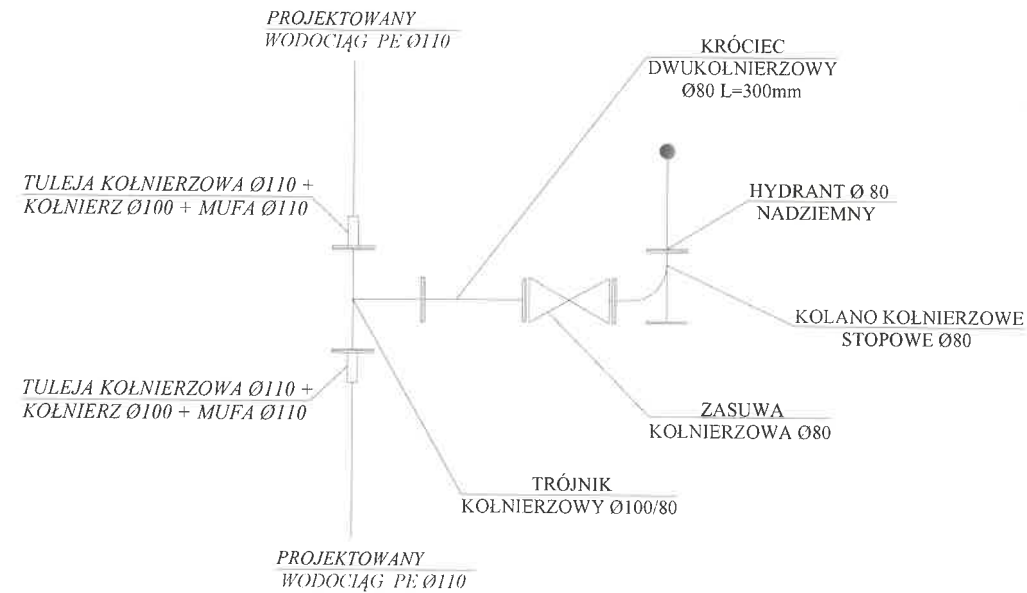 PROJEKTOWANY
WODOCIĄG PE Ø110
KRÓCIEC
DWUKOŁNIERZOWY
Ø80 L=300mm
TULEJA KOŁNIERZOWA Ø110 +
KOŁNIERZ Ø100 + MUFA Ø110
HYDRANT Ø 80
NADZIEMNY
KOLANO KOŁNIERZOWE
STOPOWE Ø80
TULEJA KOŁNIERZOWA Ø110 +
KOŁNIERZ Ø100 + MUFA Ø110
ZASUWA
KOŁNIERZOWA Ø80
TRÓJNIK
KOŁNIERZOWY Ø100/80
PROJEKTOWANY
WODOCIĄG PE Ø110